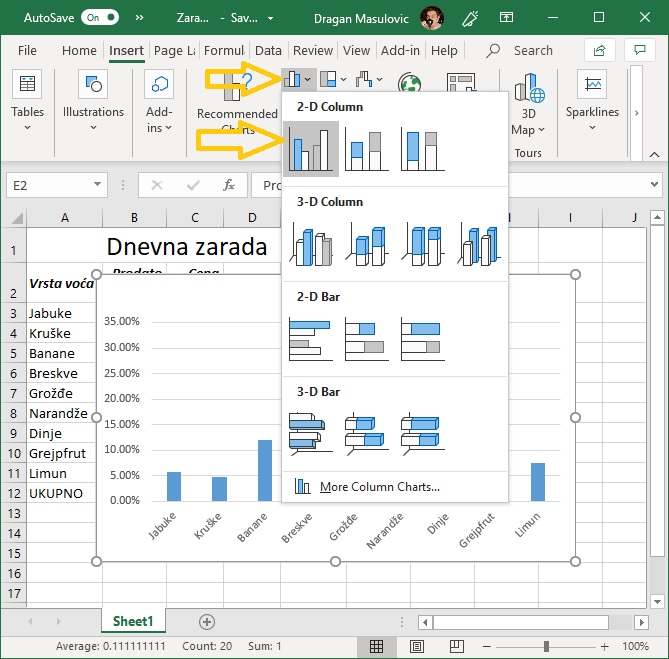 AutoSave On » Zara... - Sav... Dragan Masulovic
File Home Insert Page La Formul Data Review View Add-in Help Search
Tables Illustrations Add-ins Recommended Charts 3D Map Sparklines
Tours
E2 fx Pro
2-D Column
3-D Column
2-D Bar
3-D Bar
More Column Charts...
A B C D I J
1 Dnevna zarada
2 Vrsta voća Prodato Cena
3 Jabuke
4 Kruške
5 Banane
6 Breskve
7 Grožđe
8 Narandže
9 Dinje
10 Grejpfrut
11 Limun
12 UKUPNO
13
14
15
16
17
35.00%
30.00%
25.00%
20.00%
15.00%
10.00%
5.00%
0.00%
Jabuke Kruške Banane Breskve Grožđe Narandže Dinje Grejpfrut Limun
Sheet1
Average: 0.111111111 Count: 20 Sum: 1 100%